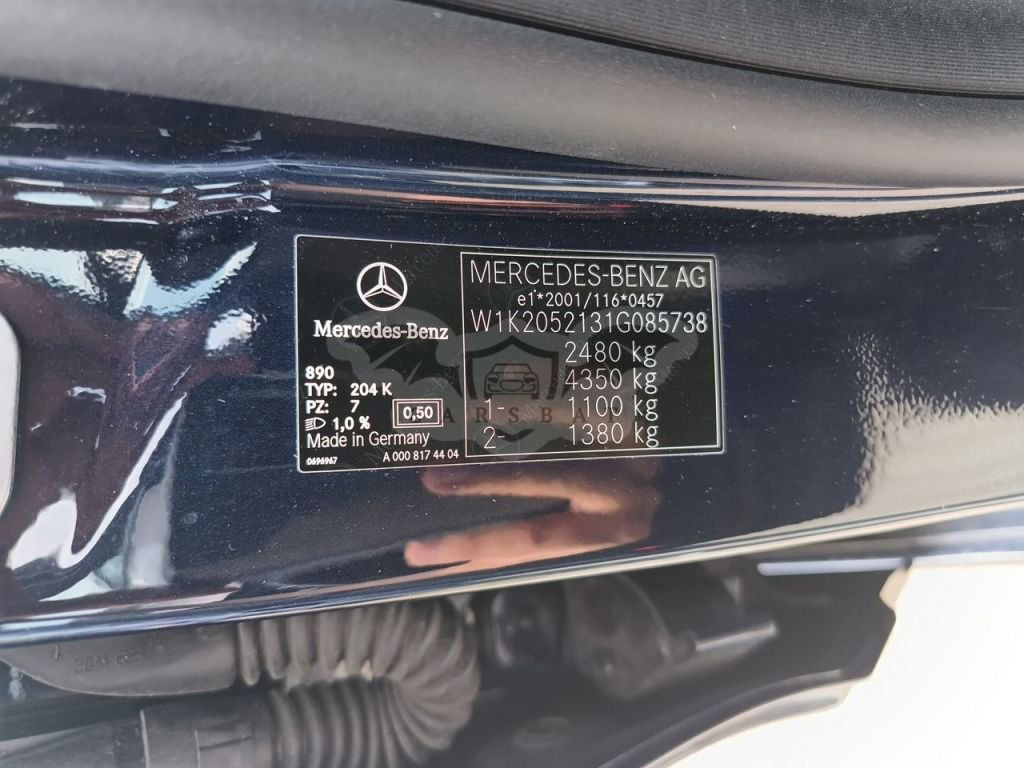 Mercedes-Benz
890
TYP: 204 K
PZ: 7
1,0 %
0,50
Made in Germany
0696967
A 000 817 44 04
MERCEDES-BENZ AG
e1*2001/116*0457
W1K2052131G085738
2480 kg
4350 kg
1- 1100 kg
2- 1380 kg